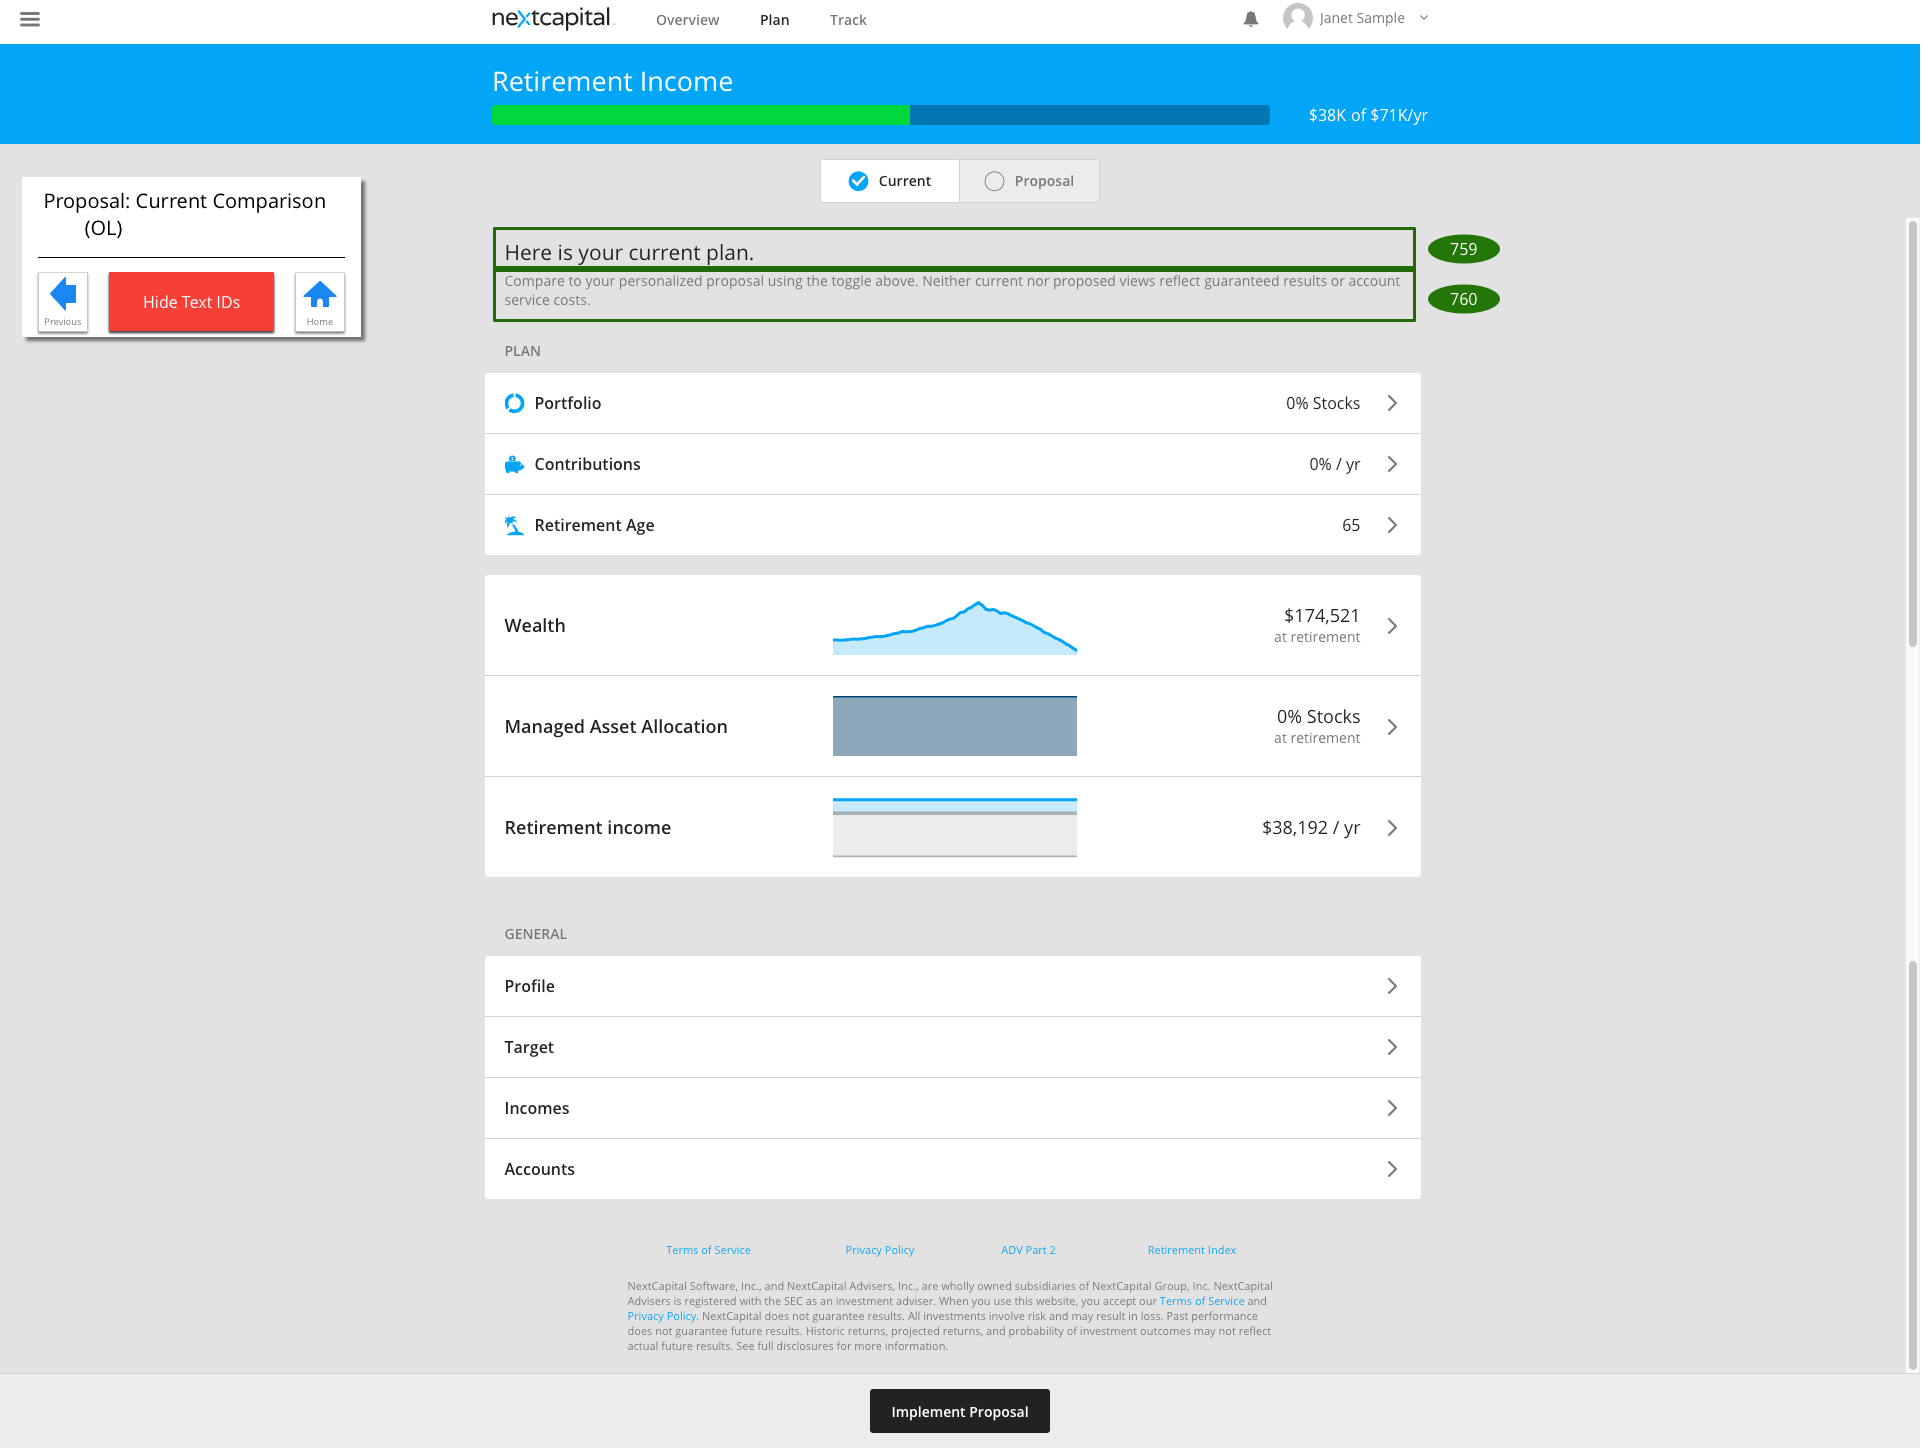 nextcapital
Overview
Plan
Track
Janet Sample
Retirement Income
$38K of $71K/yr
Current
Proposal
Proposal: Current Comparison
(OL)
Previous
Hide Text IDs
Home
Here is your current plan.
759
Compare to your personalized proposal using the toggle above. Neither current nor proposed views reflect guaranteed results or account
service costs.
760
PLAN
Portfolio
0% Stocks
Contributions
0% / yr
Retirement Age
65
Wealth
$174,521
at retirement
Managed Asset Allocation
0% Stocks
at retirement
Retirement income
$38,192 / yr
GENERAL
Profile
Target
Incomes
Accounts
Terms of Service
Privacy Policy
ADV Part 2
Retirement Index
NextCapital Software, Inc., and NextCapital Advisers, Inc., are wholly owned subsidiaries of NextCapital Group, Inc. NextCapital
Advisers is registered with the SEC as an investment adviser. When you use this website, you accept our Terms of Service and
Privacy Policy. NextCapital does not guarantee results. All investments involve risk and may result in loss. Past performance
does not guarantee future results. Historic returns, projected returns, and probability of investment outcomes may not reflect
actual future results. See full disclosures for more information.
Implement Proposal